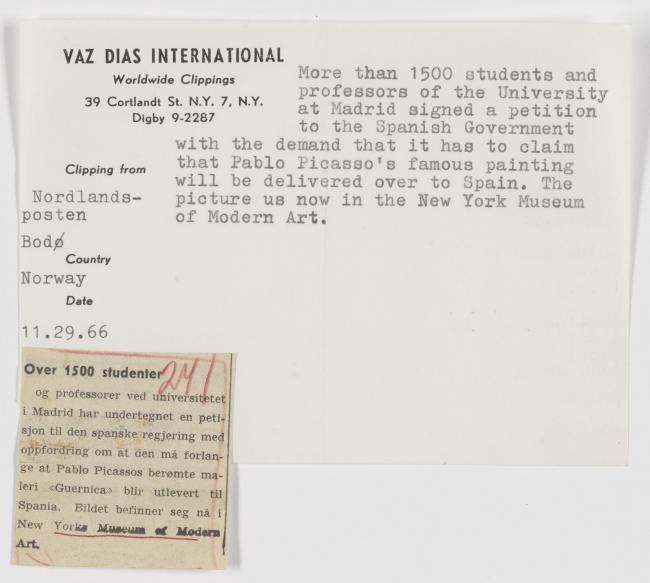 VAZ DIAS INTERNATIONAL
Worldwide Clippings
39 Cortlandt St. N.Y. 7, N.Y.
Digby 9-2287
More than 1500 students and
professors of the University
at Madrid signed a petition
to the Spanish Government
with the demand that it has to claim
that Pablo Picasso's famous painting
will be delivered over to Spain. The
picture us now in the New York Museum
of Modern Art.
Clipping from
Nordlands-
posten
Bodø
Country
Norway
Date
11.29.66
Over 1500 studenter
241
og professorer ved universitetet
i Madrid har undertegnet en peti-
sjon til den spanske regjering med
oppfordring om at den må forlan-
ge at Pablo Picassos berømte ma-
leri «Guernica» blir utlevert til
Spania. Bildet befinner seg nå i
New Yorks Museum of Modern
Art.